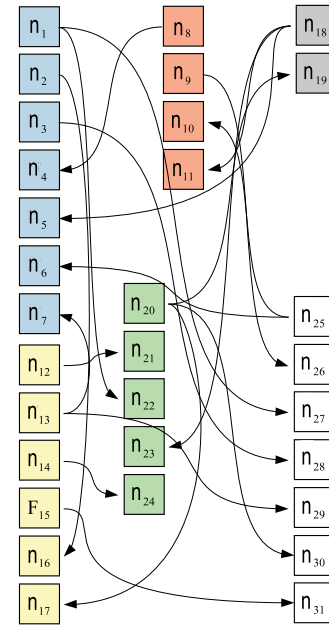 n₁
n₂
n₃
n₄
n₅
n₆
n₇
n₁₂
n₁₃
n₁₄
F₁₅
n₁₆
n₁₇
n₂₀
n₂₁
n₂₂
n₂₃
n₂₄
n₈
n₉
n₁₀
n₁₁
n₁₈
n₁₉
n₂₅
n₂₆
n₂₇
n₂₈
n₂₉
n₃₀
n₃₁